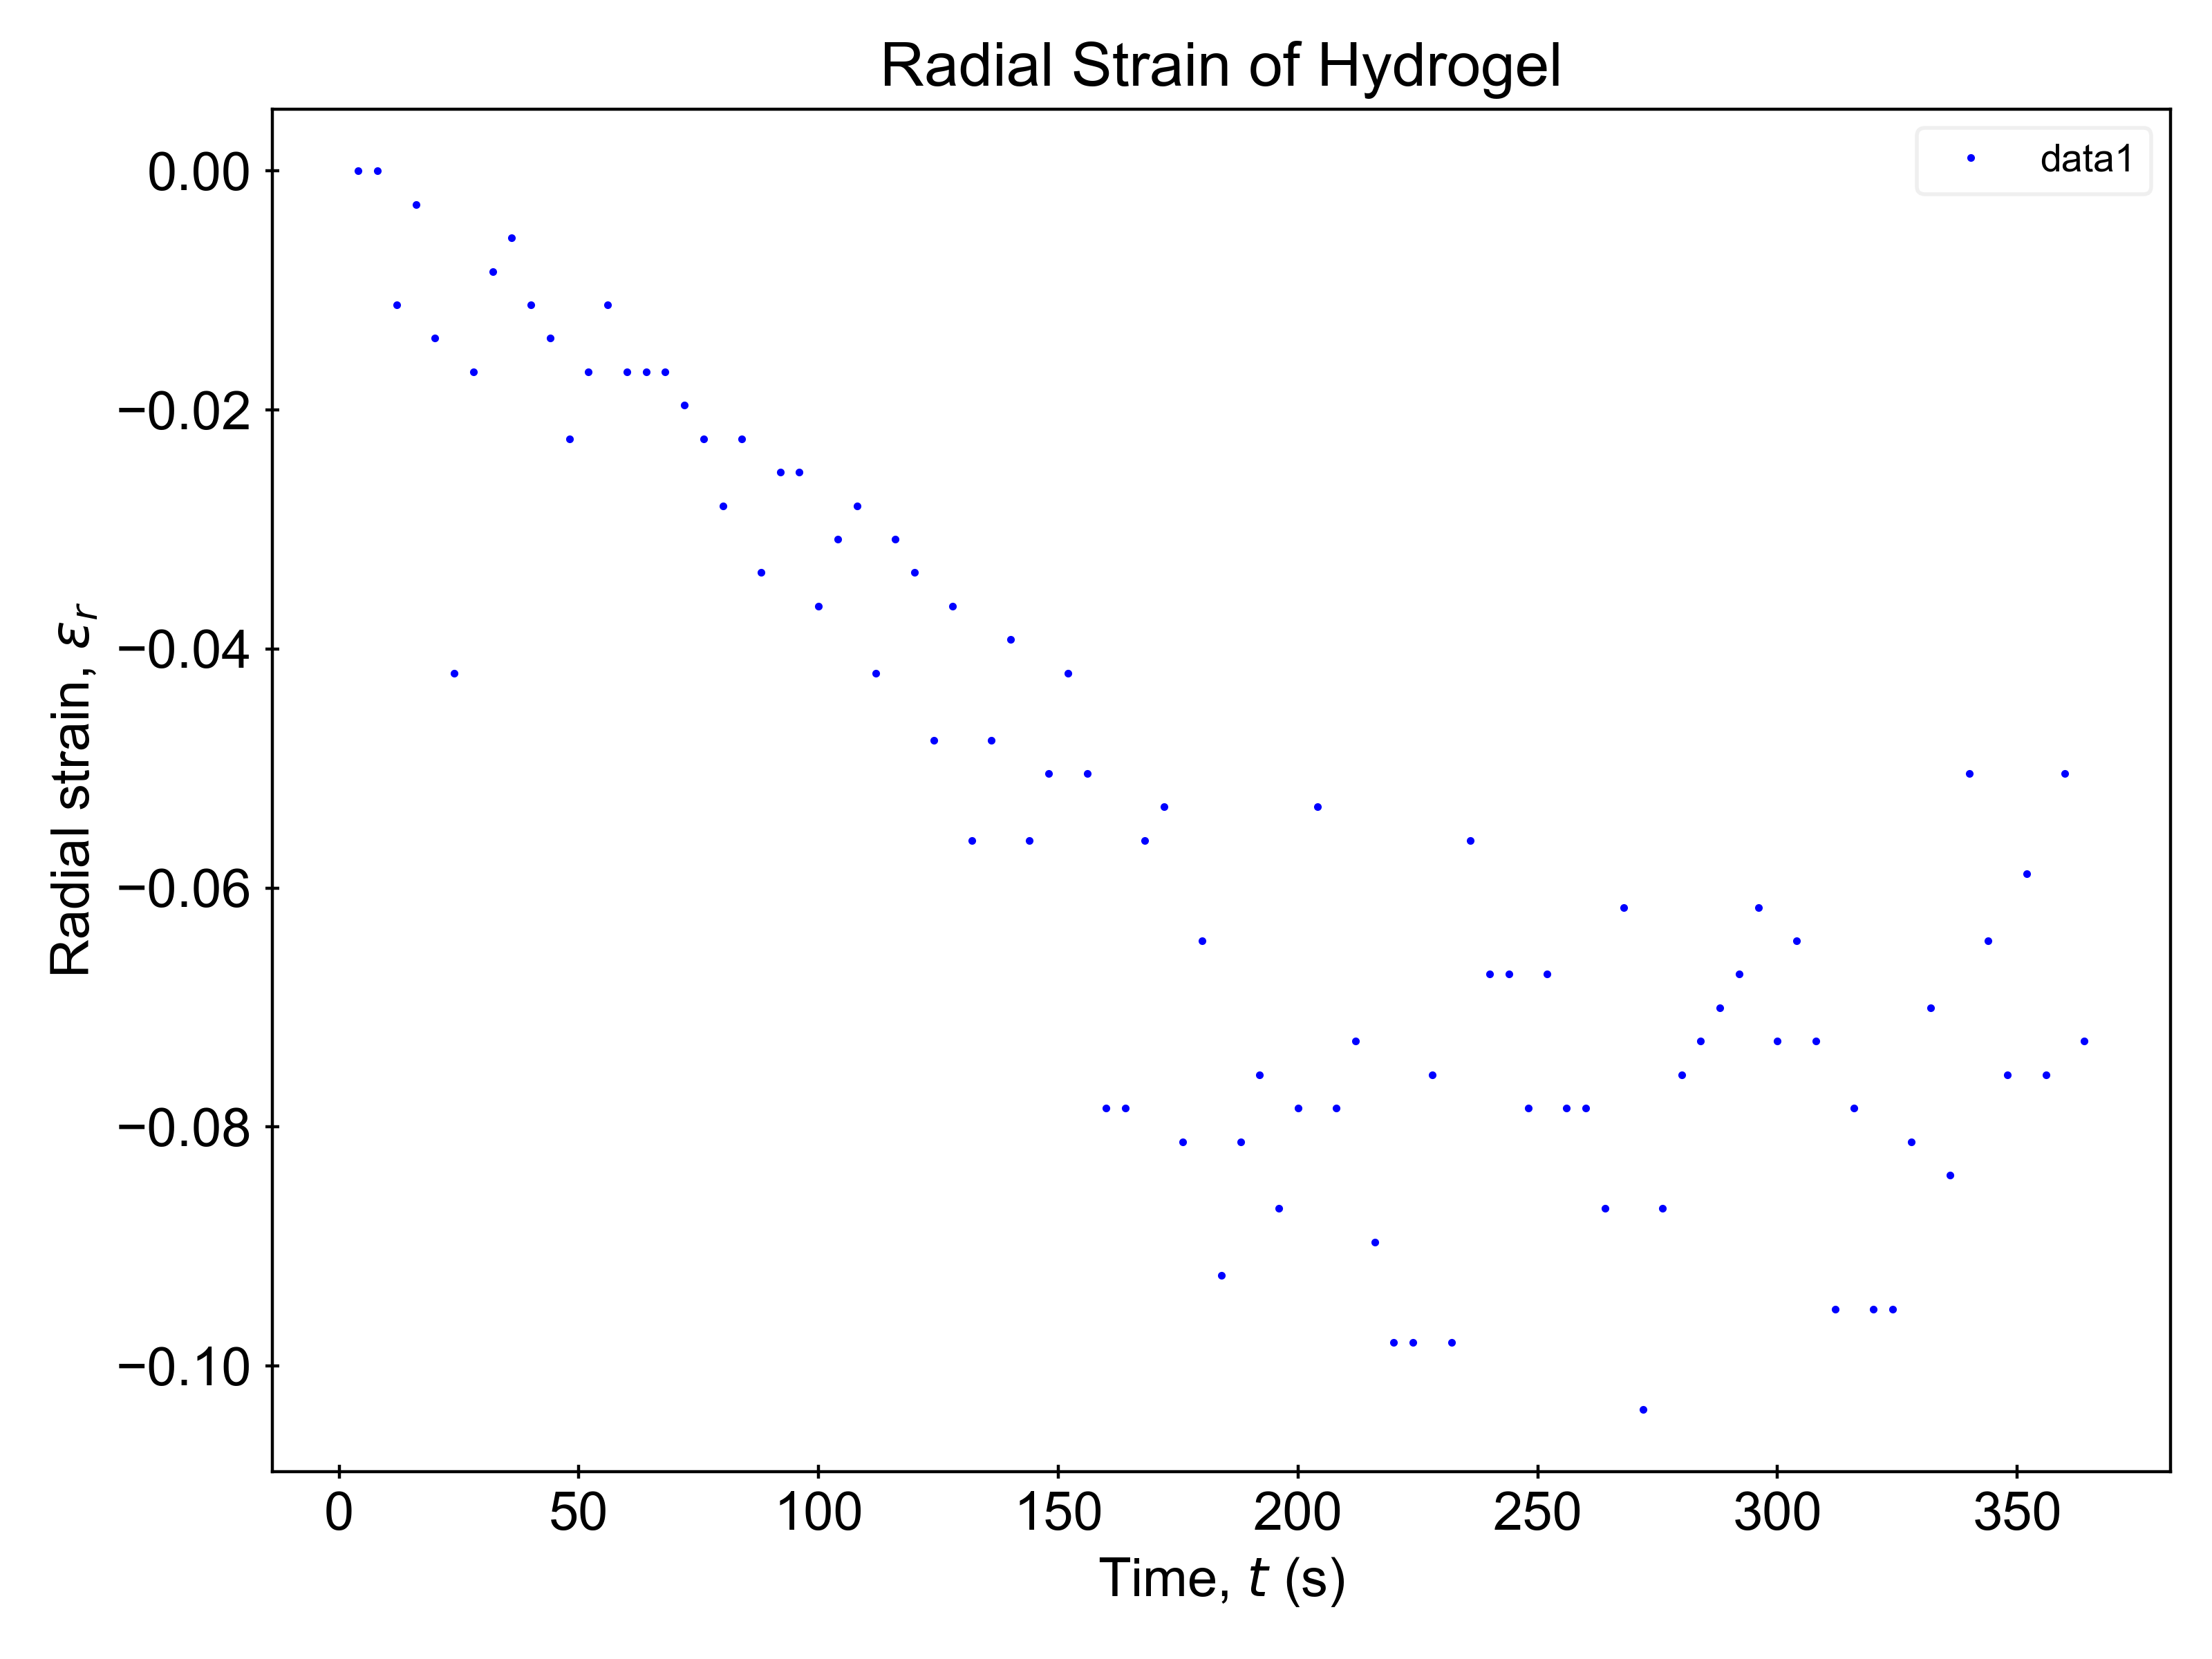 Radial Strain of Hydrogel
data1
Radial strain, εr
0.00
−0.02
−0.04
−0.06
−0.08
−0.10
0 50 100 150 200 250 300 350
Time, t (s)